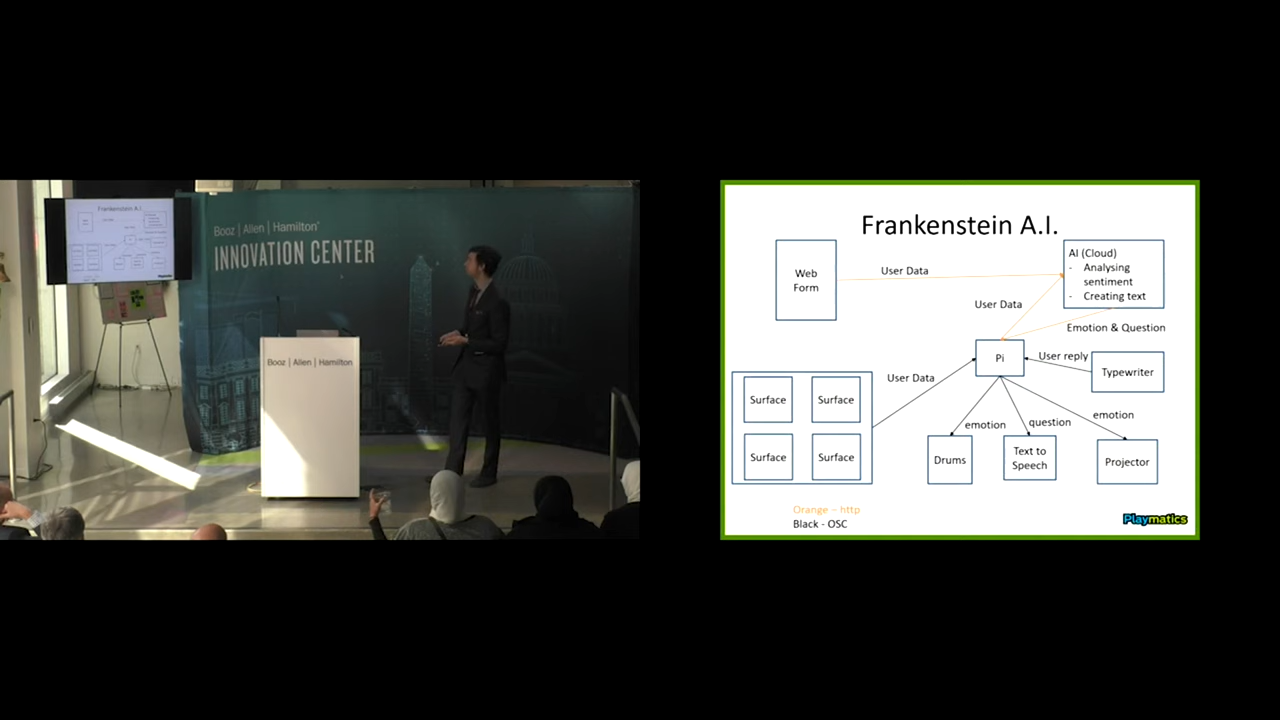 Booz | Allen | Hamilton
INNOVATION CENTER
Booz | Allen | Hamilton
Frankenstein A.I.
Frankenstein A.I.
Web
Form
User Data
AI (Cloud)
- Analysing
sentiment
- Creating text
User Data
Emotion & Question
Pi
User reply
Typewriter
User Data
Surface
Surface
Surface
Surface
emotion
question
emotion
Drums
Text to
Speech
Projector
Orange – http
Black - OSC
Playmatics